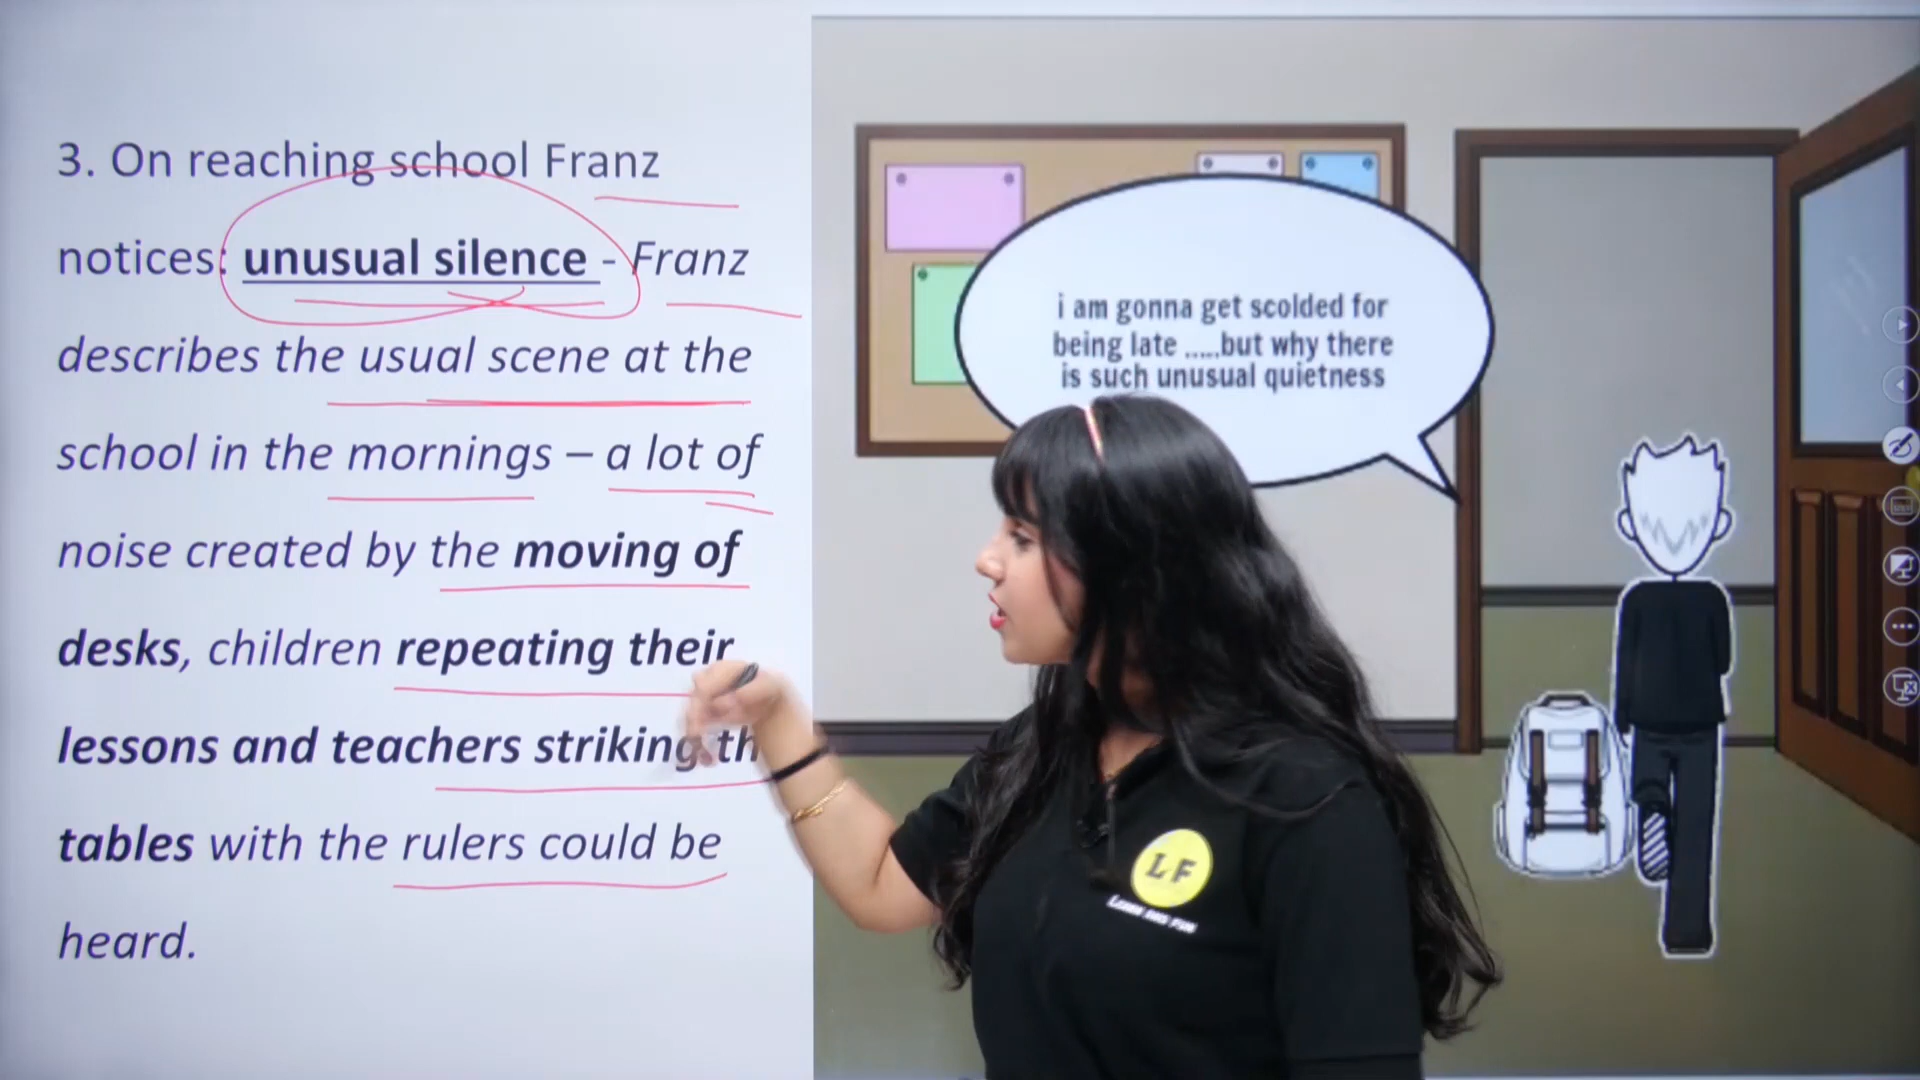 3. On reaching school Franz
notices: unusual silence - Franz
describes the usual scene at the
school in the mornings – a lot of
noise created by the moving of
desks, children repeating their
lessons and teachers striking
tables with the rulers could be
heard.
i am gonna get scolded for
being late .....but why there
is such unusual quietness
LF
LEARN AND FUN